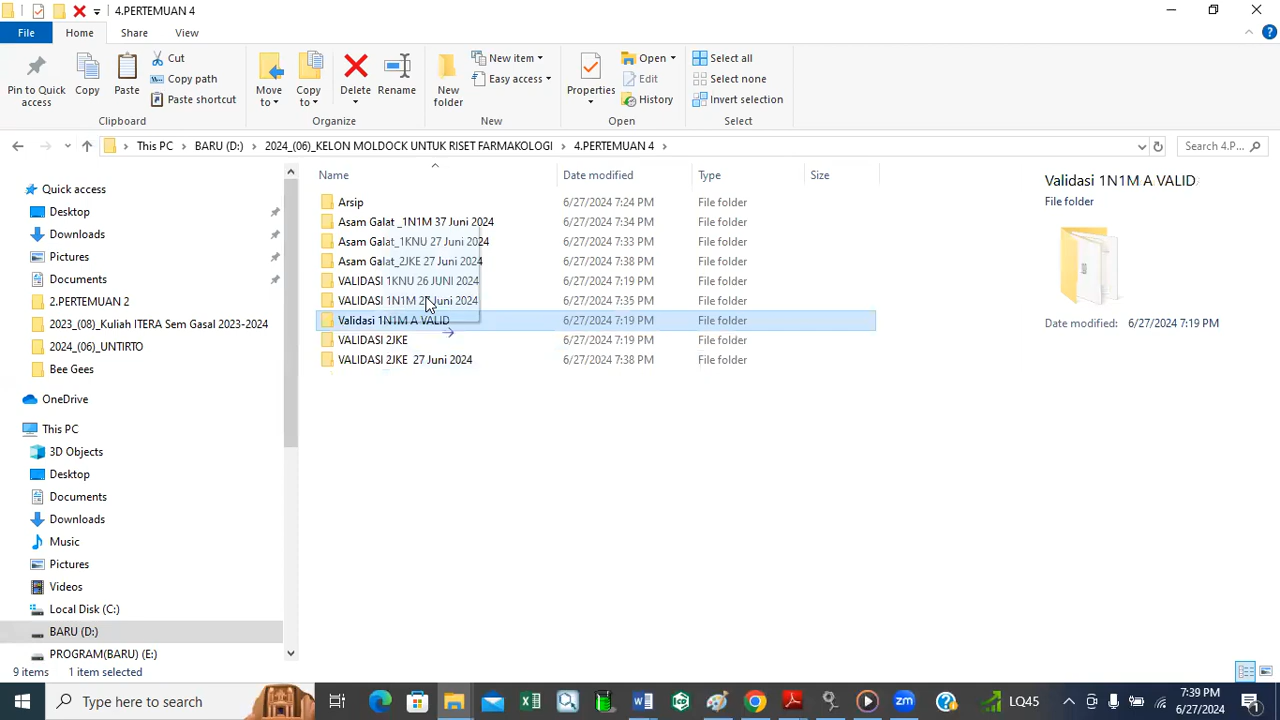 4.PERTEMUAN 4
File Home Share View
Pin to Quick access
Copy
Paste
Cut
Copy path
Paste shortcut
Clipboard
Move to
Copy to
Delete
Rename
Organize
New folder
New item
Easy access
New
Properties
Open
Edit
History
Open
Select all
Select none
Invert selection
Select
This PC BARU (D:) 2024_(06)_KELON MOLDOCK UNTUK RISET FARMAKOLOGI 4.PERTEMUAN 4
Search 4.P...
Quick access
Desktop
Downloads
Pictures
Documents
2.PERTEMUAN 2
2023_(08)_Kuliah ITERA Sem Gasal 2023-2024
2024_(06)_UNTIRTO
Bee Gees
OneDrive
This PC
3D Objects
Desktop
Documents
Downloads
Music
Pictures
Videos
Local Disk (C:)
BARU (D:)
PROGRAM(BARU) (E:)
Name Date modified Type Size
Arsip 6/27/2024 7:24 PM File folder
Asam Galat _1N1M 37 Juni 2024 6/27/2024 7:34 PM File folder
Asam Galat_1KNU 27 Juni 2024 6/27/2024 7:33 PM File folder
Asam Galat_2JKE 27 Juni 2024 6/27/2024 7:38 PM File folder
VALIDASI 1KNU 26 JUNI 2024 6/27/2024 7:19 PM File folder
VALIDASI 1N1M Juni 2024 6/27/2024 7:35 PM File folder
Validasi 1N1M A VALID 6/27/2024 7:19 PM File folder
VALIDASI 2JKE 6/27/2024 7:19 PM File folder
VALIDASI 2JKE 27 Juni 2024 6/27/2024 7:38 PM File folder
Validasi 1N1M A VALID
File folder
Date modified: 6/27/2024 7:19 PM
9 items 1 item selected
Type here to search
LQ45
7:39 PM
6/27/2024